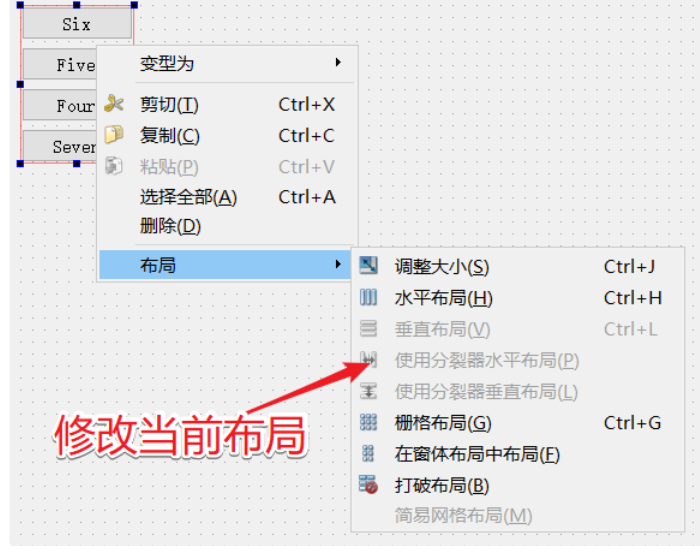 Six
Five
Four
Seven
变型为
剪切(T) Ctrl+X
复制(C) Ctrl+C
粘贴(P) Ctrl+V
选择全部(A) Ctrl+A
删除(D)
布局
调整大小(S) Ctrl+J
水平布局(H) Ctrl+H
垂直布局(V) Ctrl+L
使用分裂器水平布局(P)
使用分裂器垂直布局(L)
栅格布局(G) Ctrl+G
在窗体布局中布局(F)
打破布局(B)
简易网格布局(M)
修改当前布局